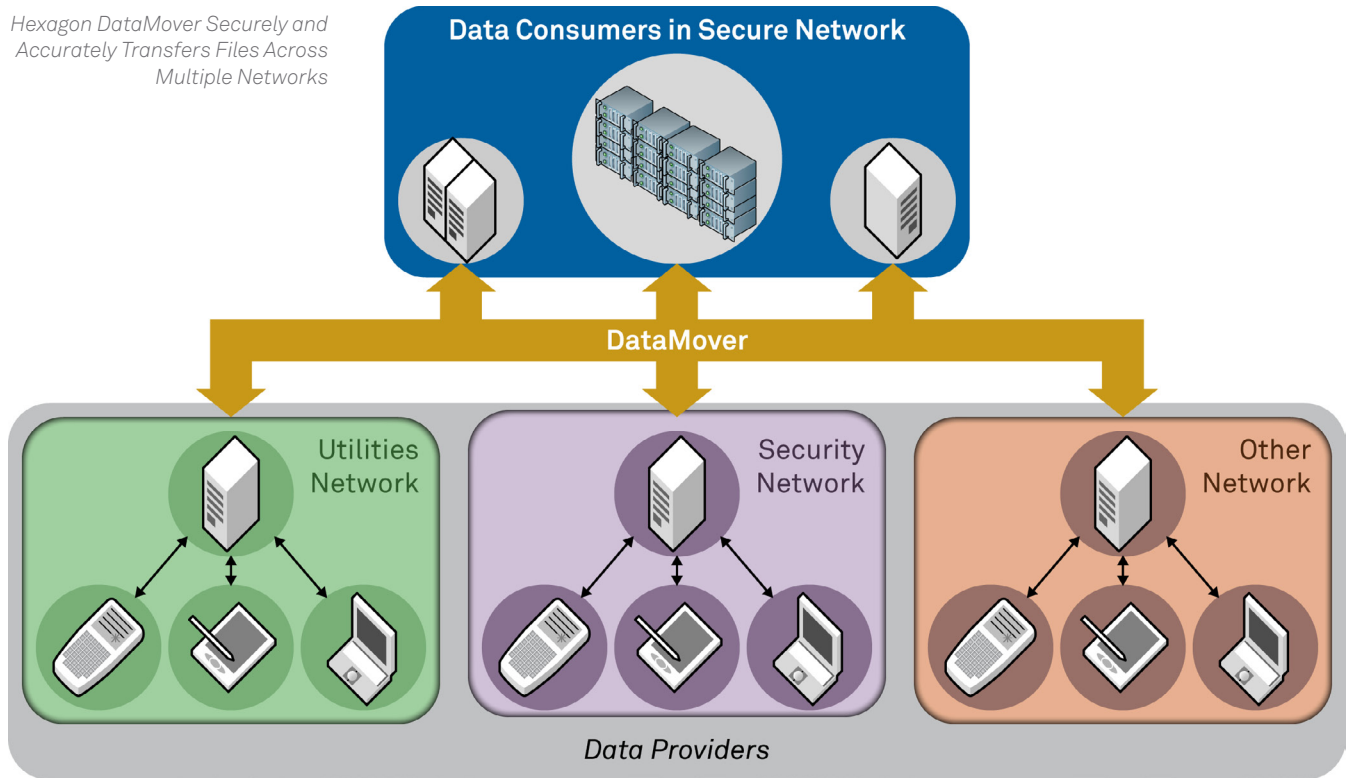 Hexagon DataMover Securely and
Accurately Transfers Files Across
Multiple Networks
Data Consumers in Secure Network
DataMover
Utilities
Network
Security
Network
Other
Network
Data Providers